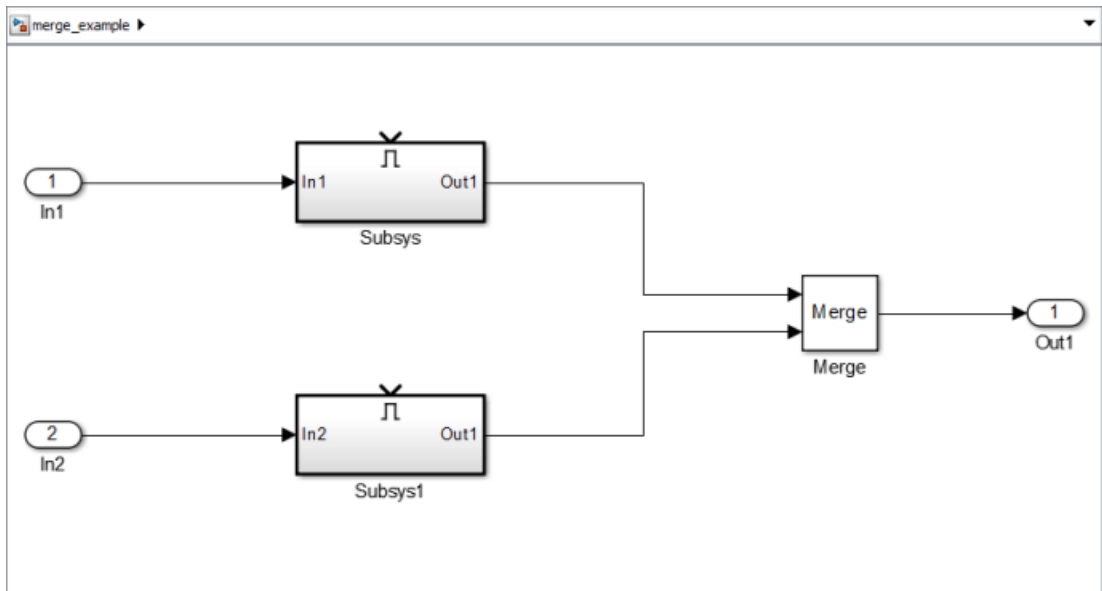 merge_example
1
In1
In1 Out1
Subsys
Merge
Merge
1
Out1
2
In2
In2 Out1
Subsys1